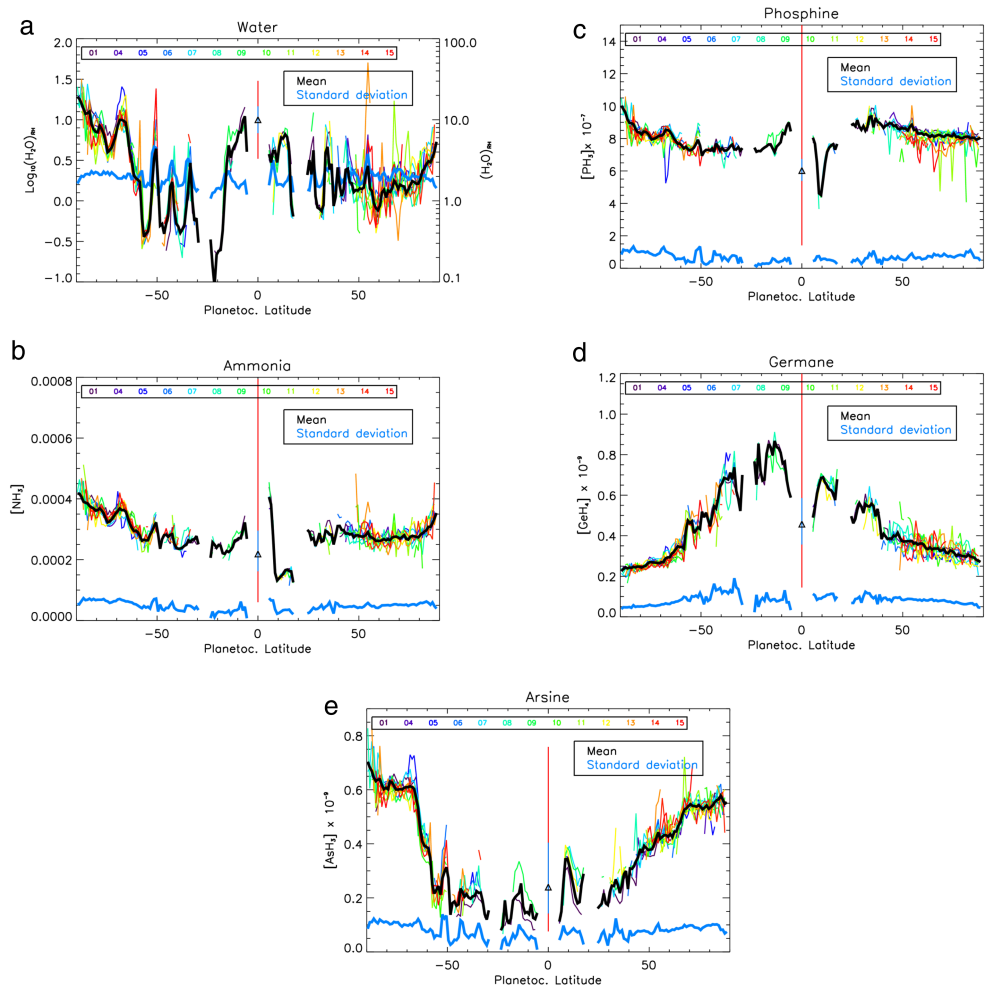 a
Water
2.0
1.5
1.0
0.5
0.0
−0.5
−1.0
Log₁₀(H₂O)RH
100.0
10.0
1.0
0.1
(H₂O)RH
01 04 05 06 07 08 09 10 11 12 13 14 15
Mean
Standard deviation
−50 0 50
Planetoc. Latitude
c
Phosphine
14
12
10
8
6
4
2
0
[PH₃]x 10⁻⁷
01 04 05 06 07 08 09 10 11 12 13 14 15
Mean
Standard deviation
−50 0 50
Planetoc. Latitude
b
Ammonia
0.0008
0.0006
0.0004
0.0002
0.0000
[NH₃]
01 04 05 06 07 08 09 10 11 12 13 14 15
Mean
Standard deviation
−50 0 50
Planetoc. Latitude
d
Germane
1.2
1.0
0.8
0.6
0.4
0.2
0.0
[GeH₄] x 10⁻⁹
01 04 05 06 07 08 09 10 11 12 13 14 15
Mean
Standard deviation
−50 0 50
Planetoc. Latitude
e
Arsine
0.8
0.6
0.4
0.2
0.0
[AsH₃] x 10⁻⁹
01 04 05 06 07 08 09 10 11 12 13 14 15
Mean
Standard deviation
−50 0 50
Planetoc. Latitude